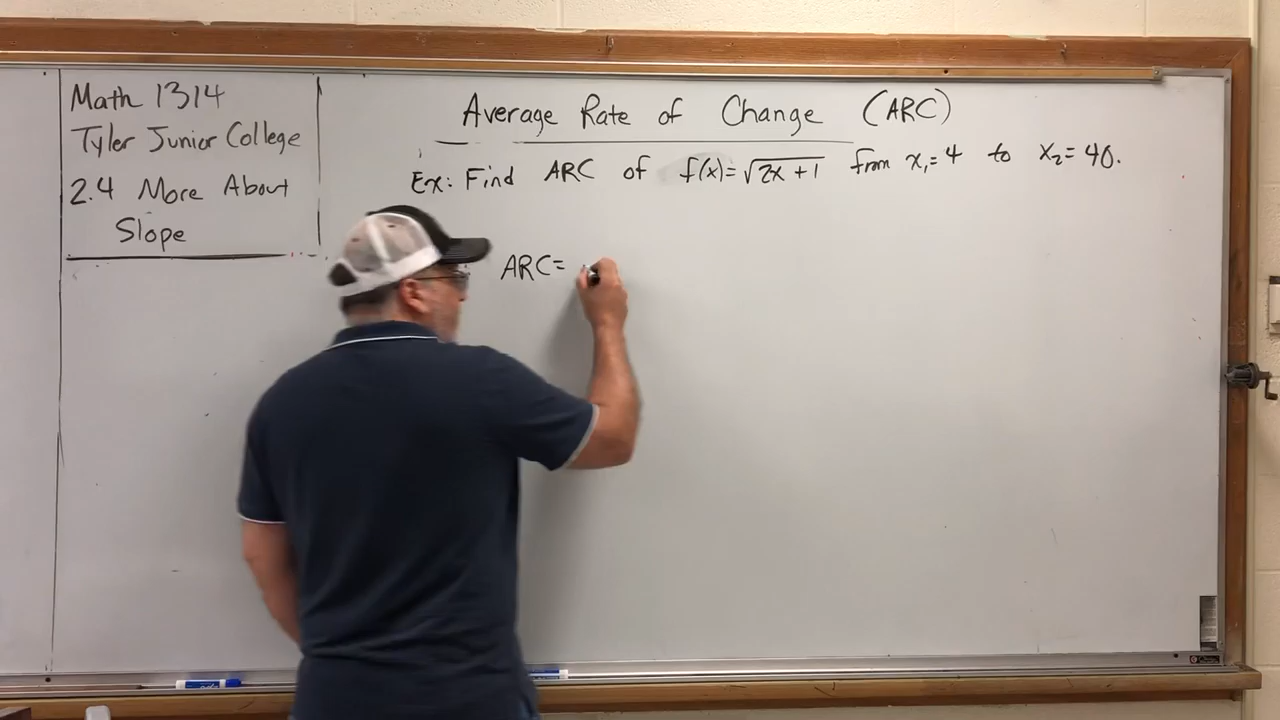 Math 1314
Tyler Junior College
2.4 More About
Slope
Average Rate of Change (ARC)
Ex: Find ARC of f(x)=√2x+1 from x₁=4 to x₂=40.
ARC=